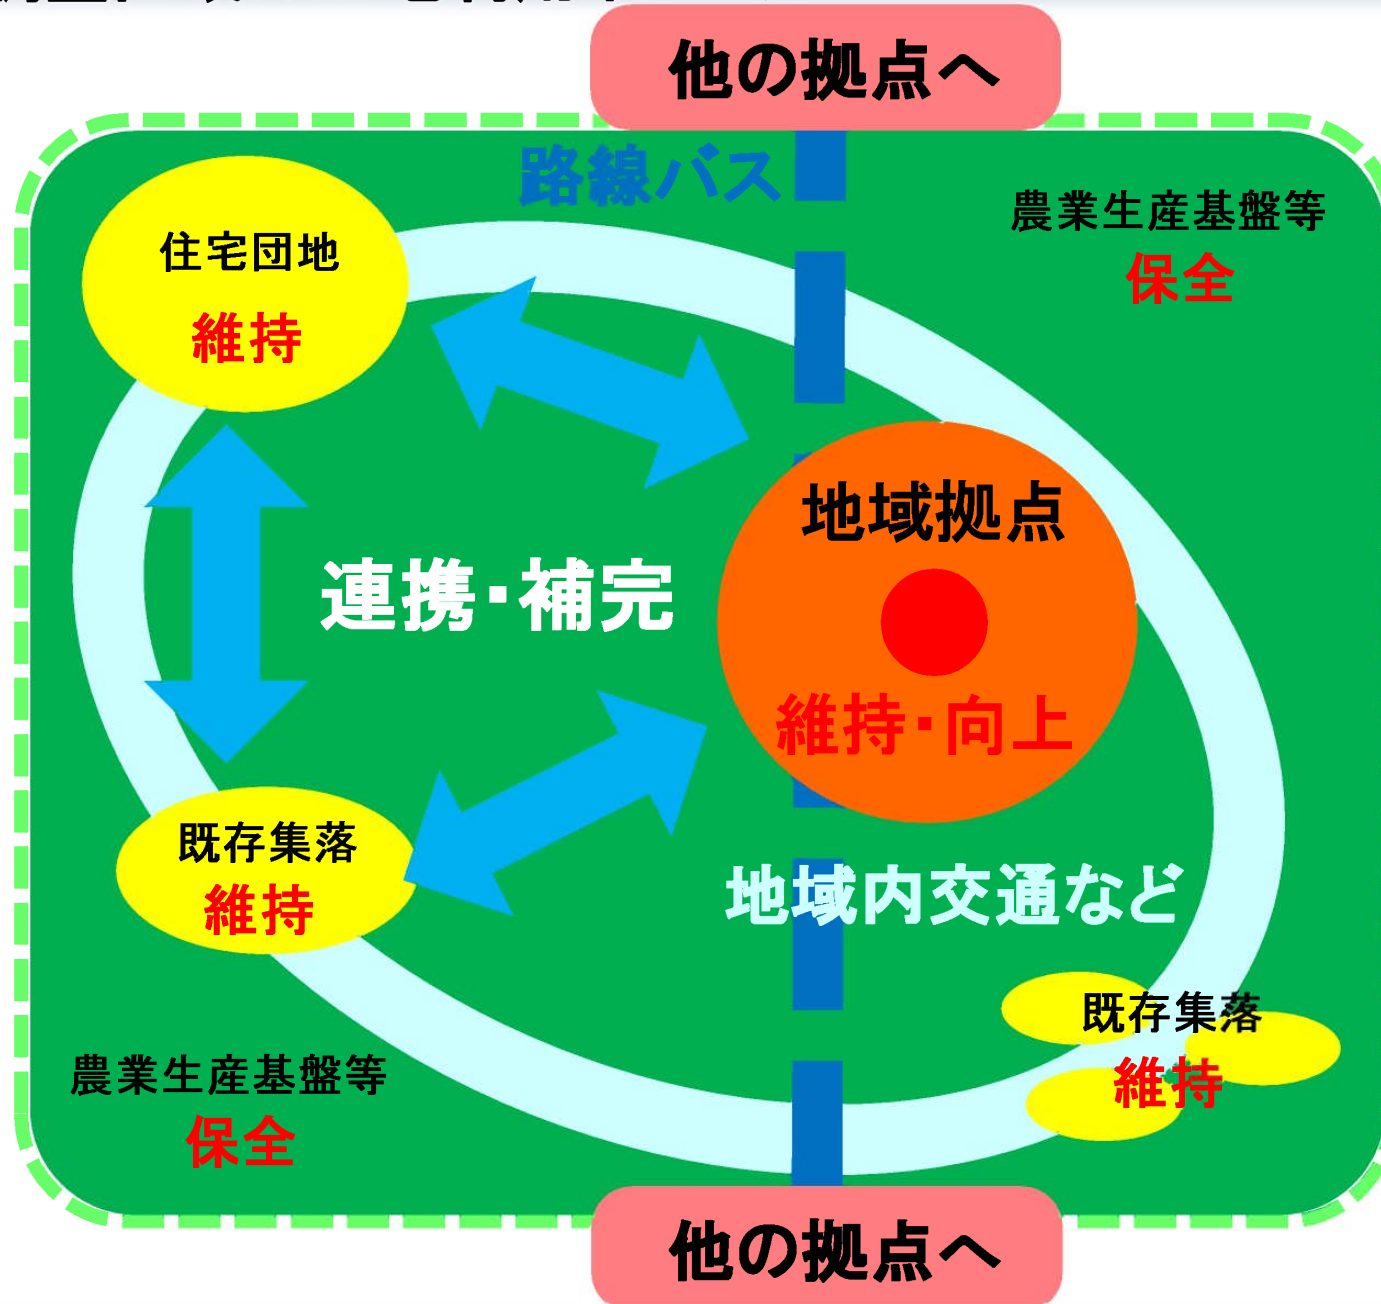 他の拠点へ
路線バス
農業生産基盤等
保全
住宅団地
維持
地域拠点
連携・補完
維持・向上
既存集落
維持
地域内交通など
既存集落
維持
農業生産基盤等
保全
他の拠点へ